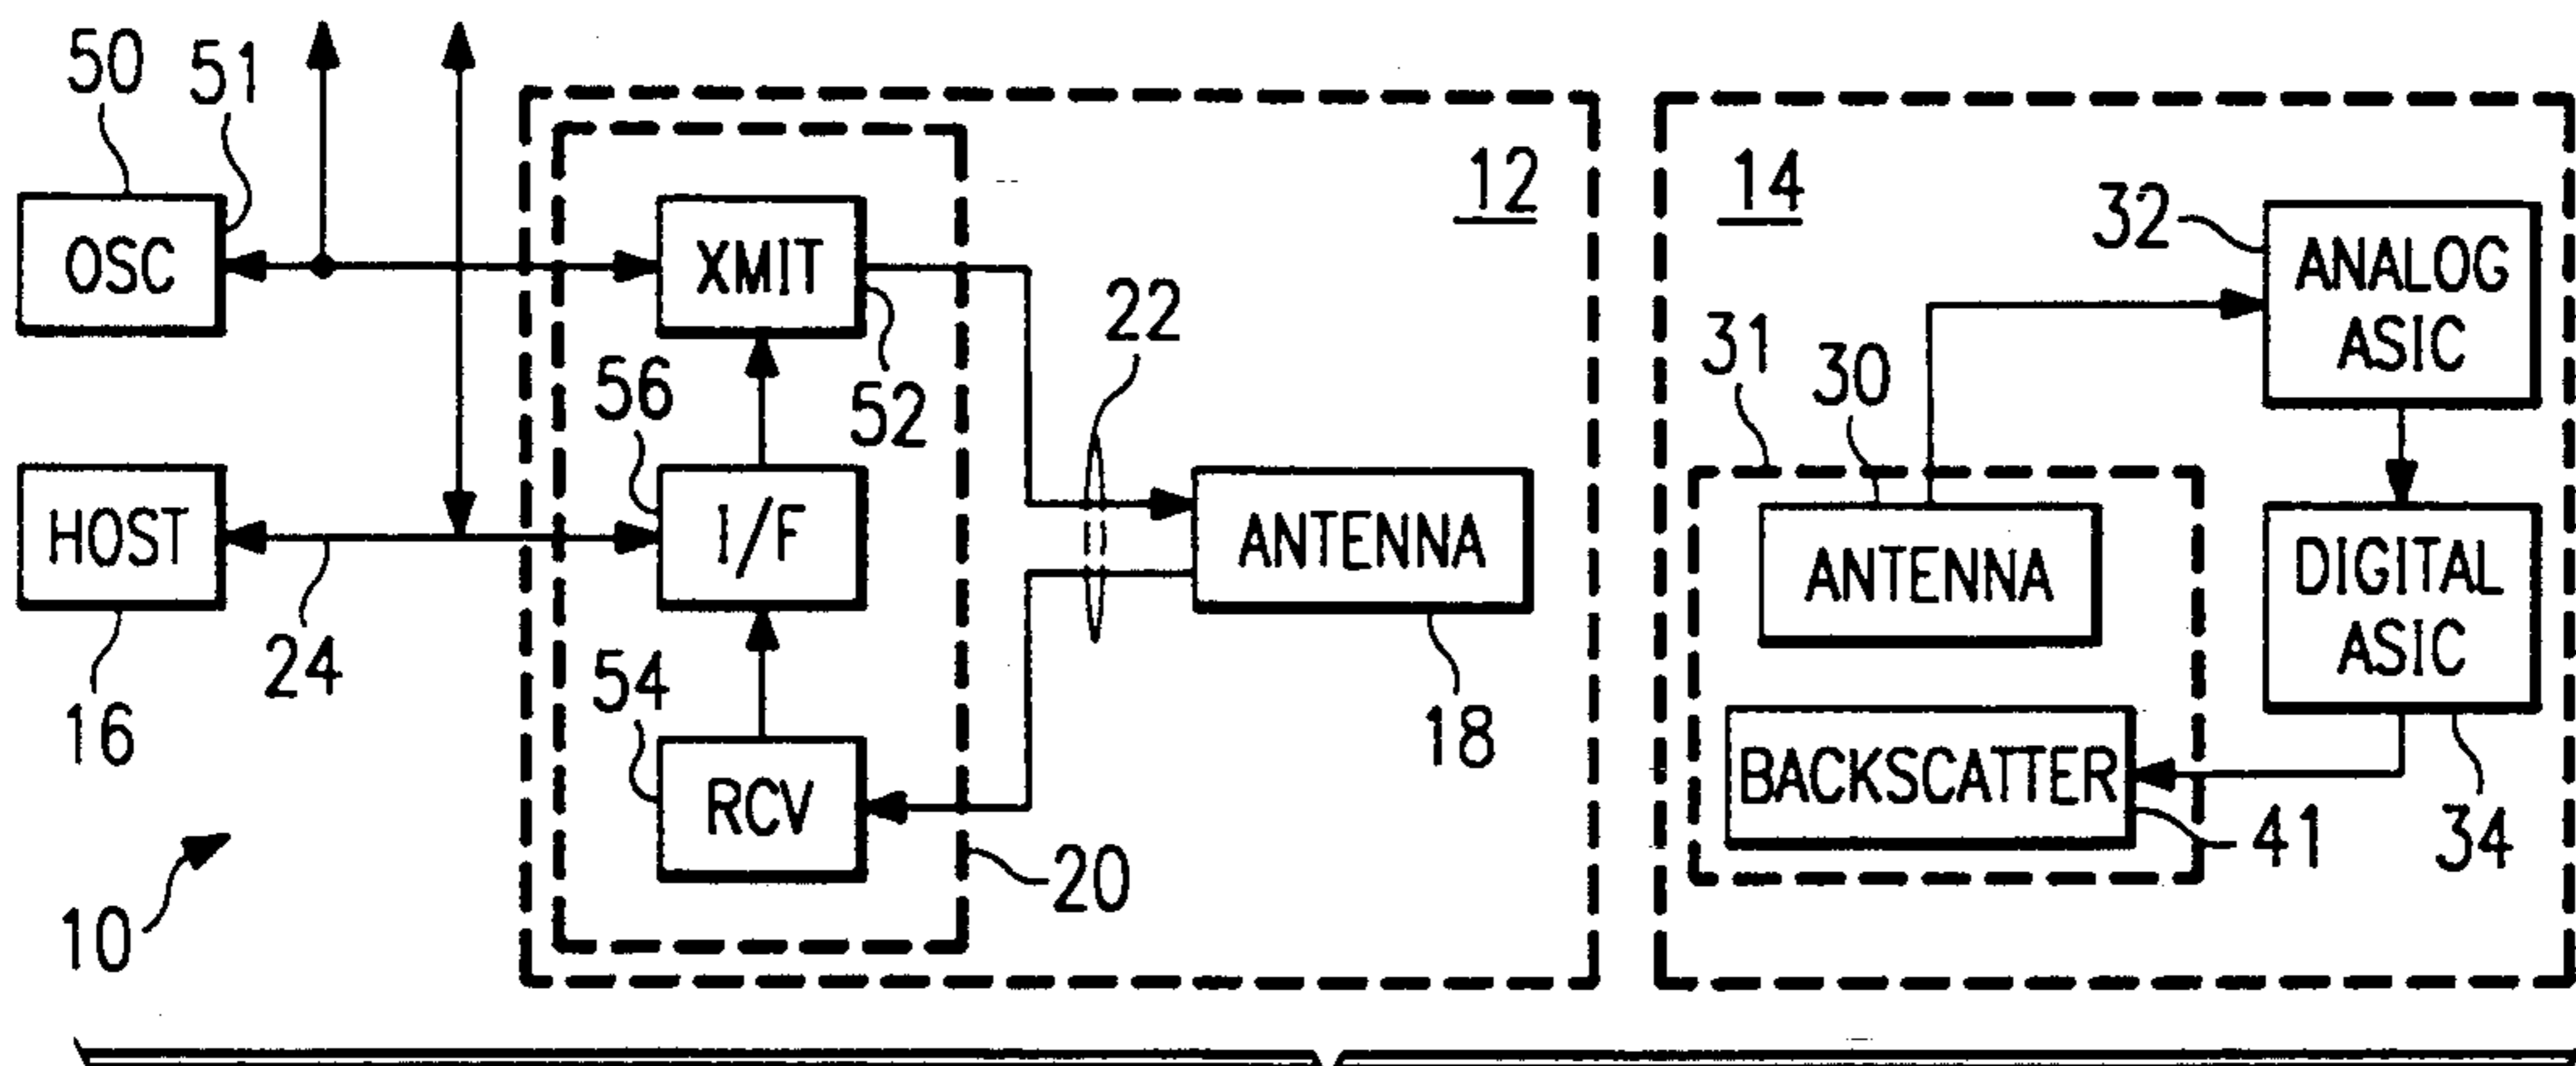 50
51
OSC
12
XMIT
52
22
14
32
ANALOG
ASIC
31
30
56
I/F
HOST
24
16
ANTENNA
18
ANTENNA
DIGITAL
ASIC
34
54
RCV
20
BACKSCATTER
41
10